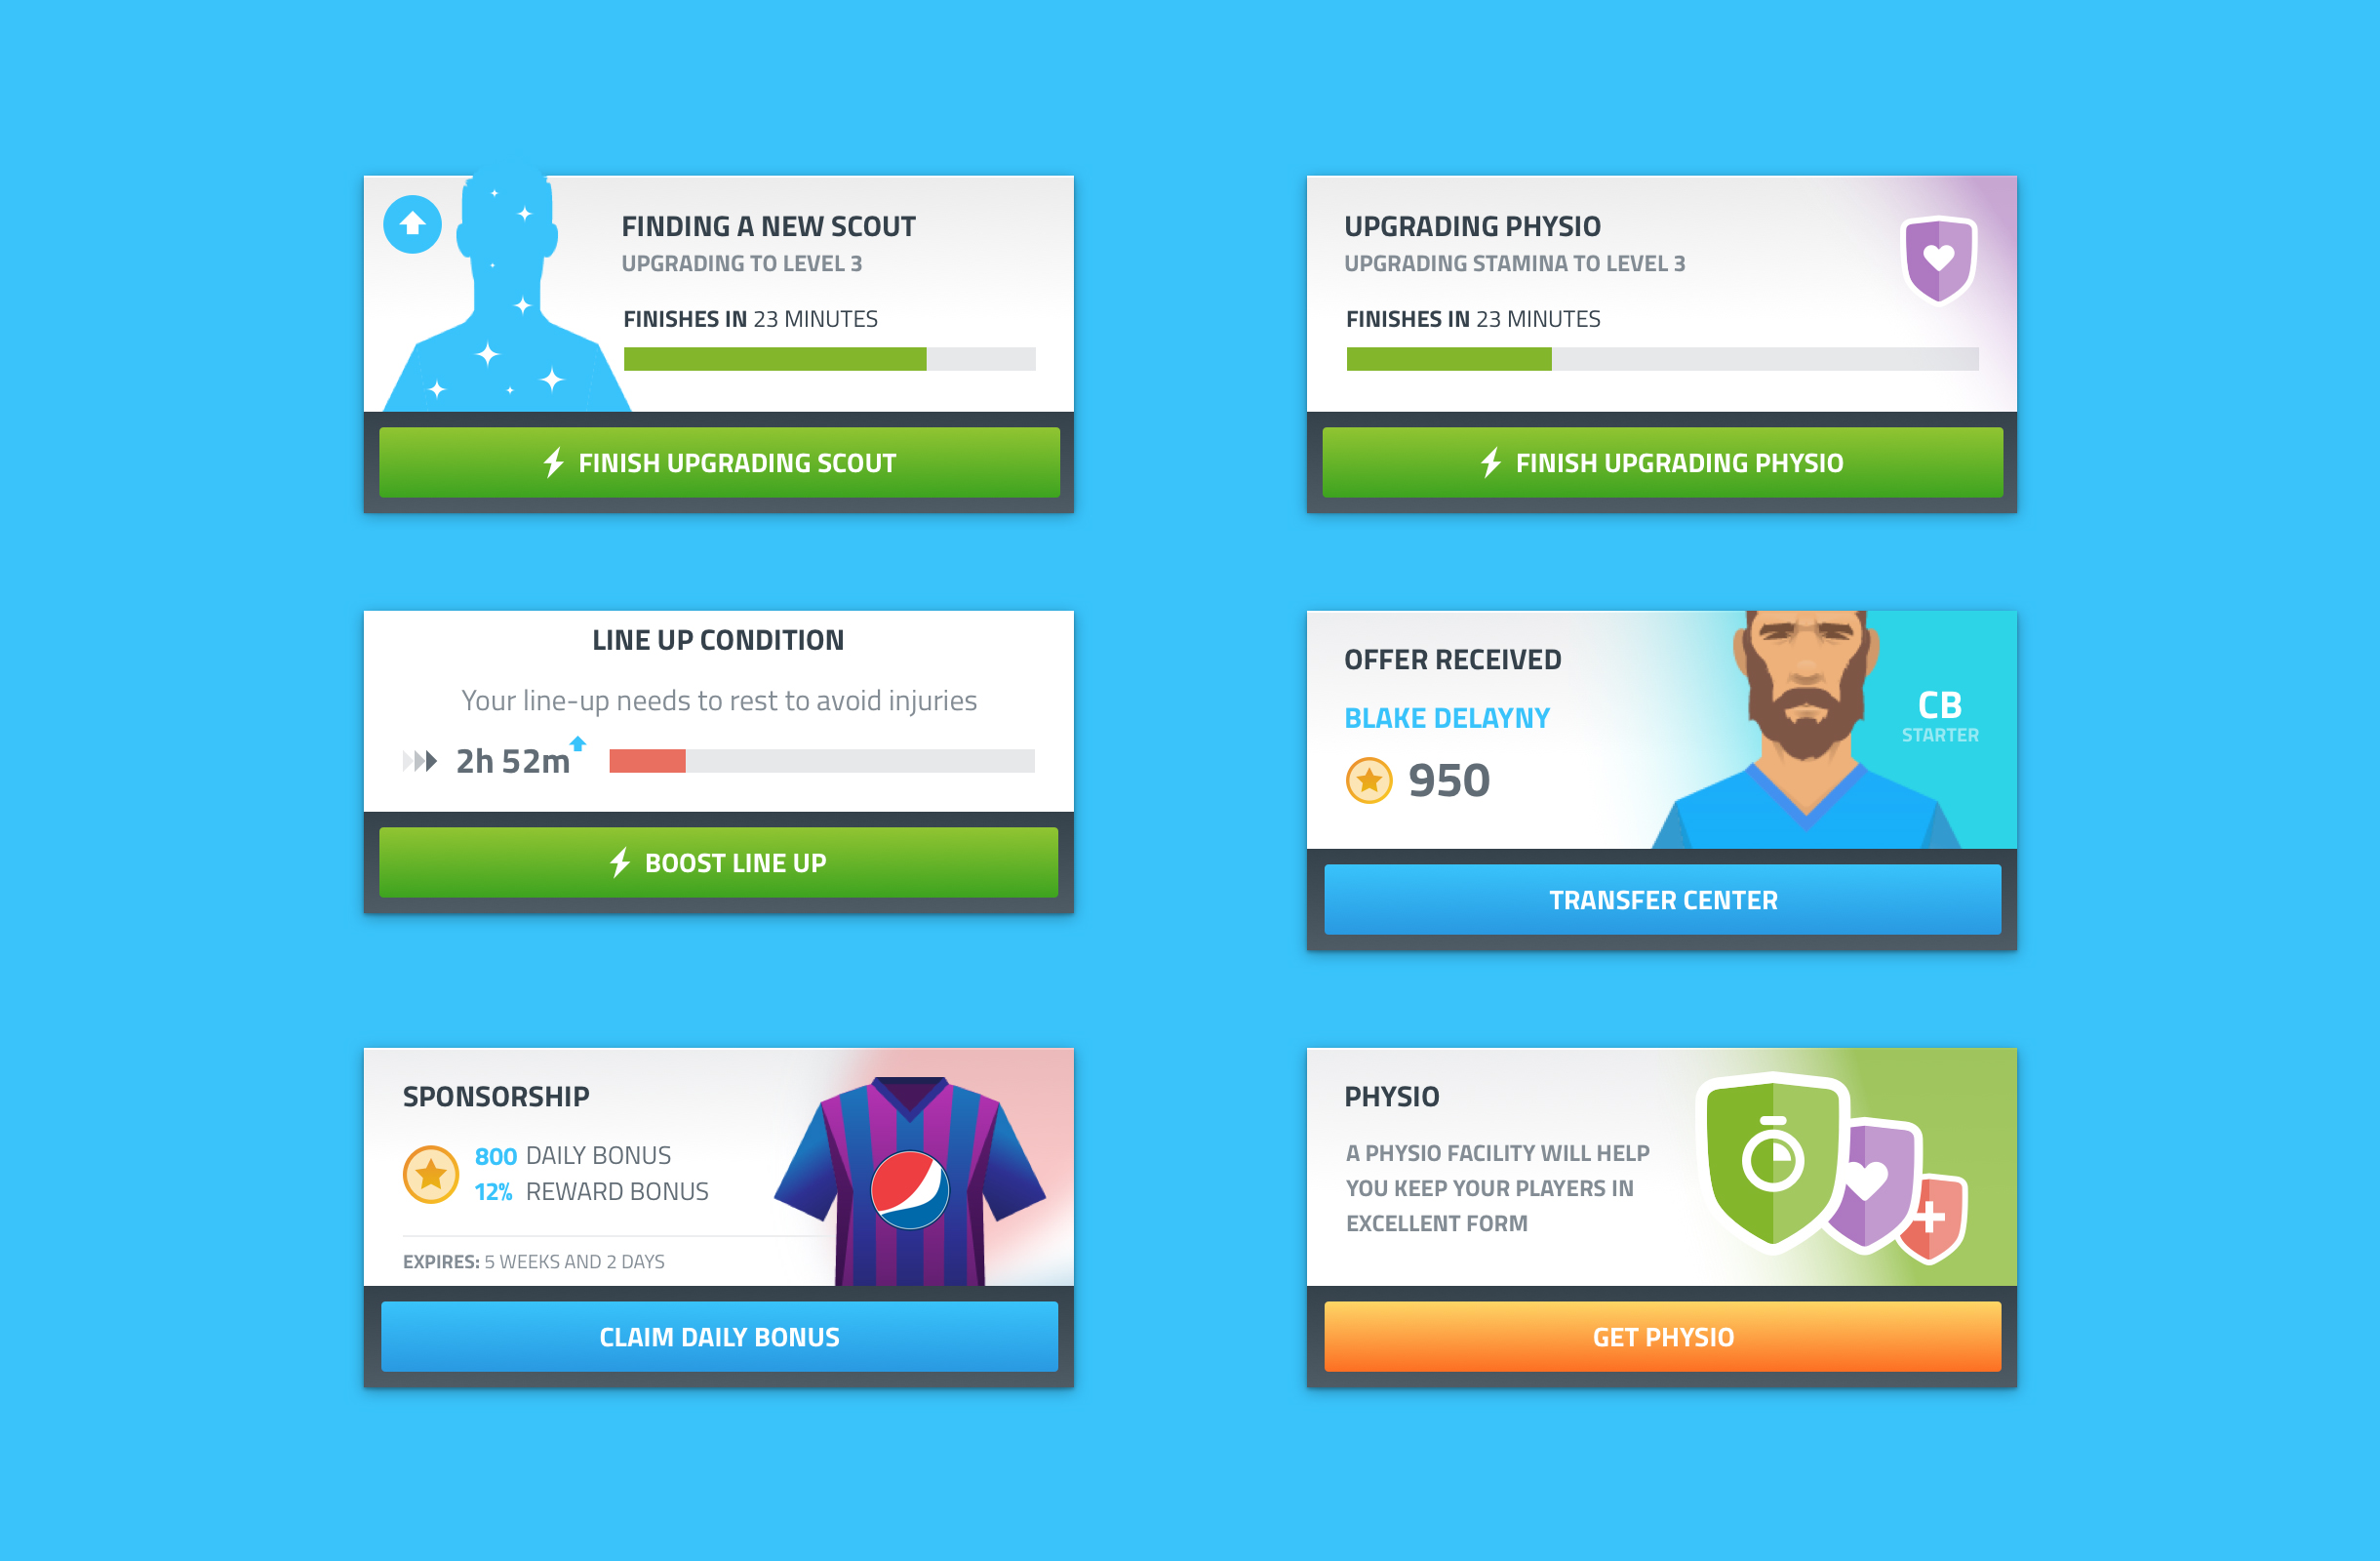 FINDING A NEW SCOUT
UPGRADING TO LEVEL 3
FINISHES IN 23 MINUTES
FINISH UPGRADING SCOUT
UPGRADING PHYSIO
UPGRADING STAMINA TO LEVEL 3
FINISHES IN 23 MINUTES
FINISH UPGRADING PHYSIO
LINE UP CONDITION
Your line-up needs to rest to avoid injuries
2h 52m
BOOST LINE UP
OFFER RECEIVED
BLAKE DELAYNY
950
CB
STARTER
TRANSFER CENTER
SPONSORSHIP
800 DAILY BONUS
12% REWARD BONUS
EXPIRES: 5 WEEKS AND 2 DAYS
CLAIM DAILY BONUS
PHYSIO
A PHYSIO FACILITY WILL HELP
YOU KEEP YOUR PLAYERS IN
EXCELLENT FORM
GET PHYSIO